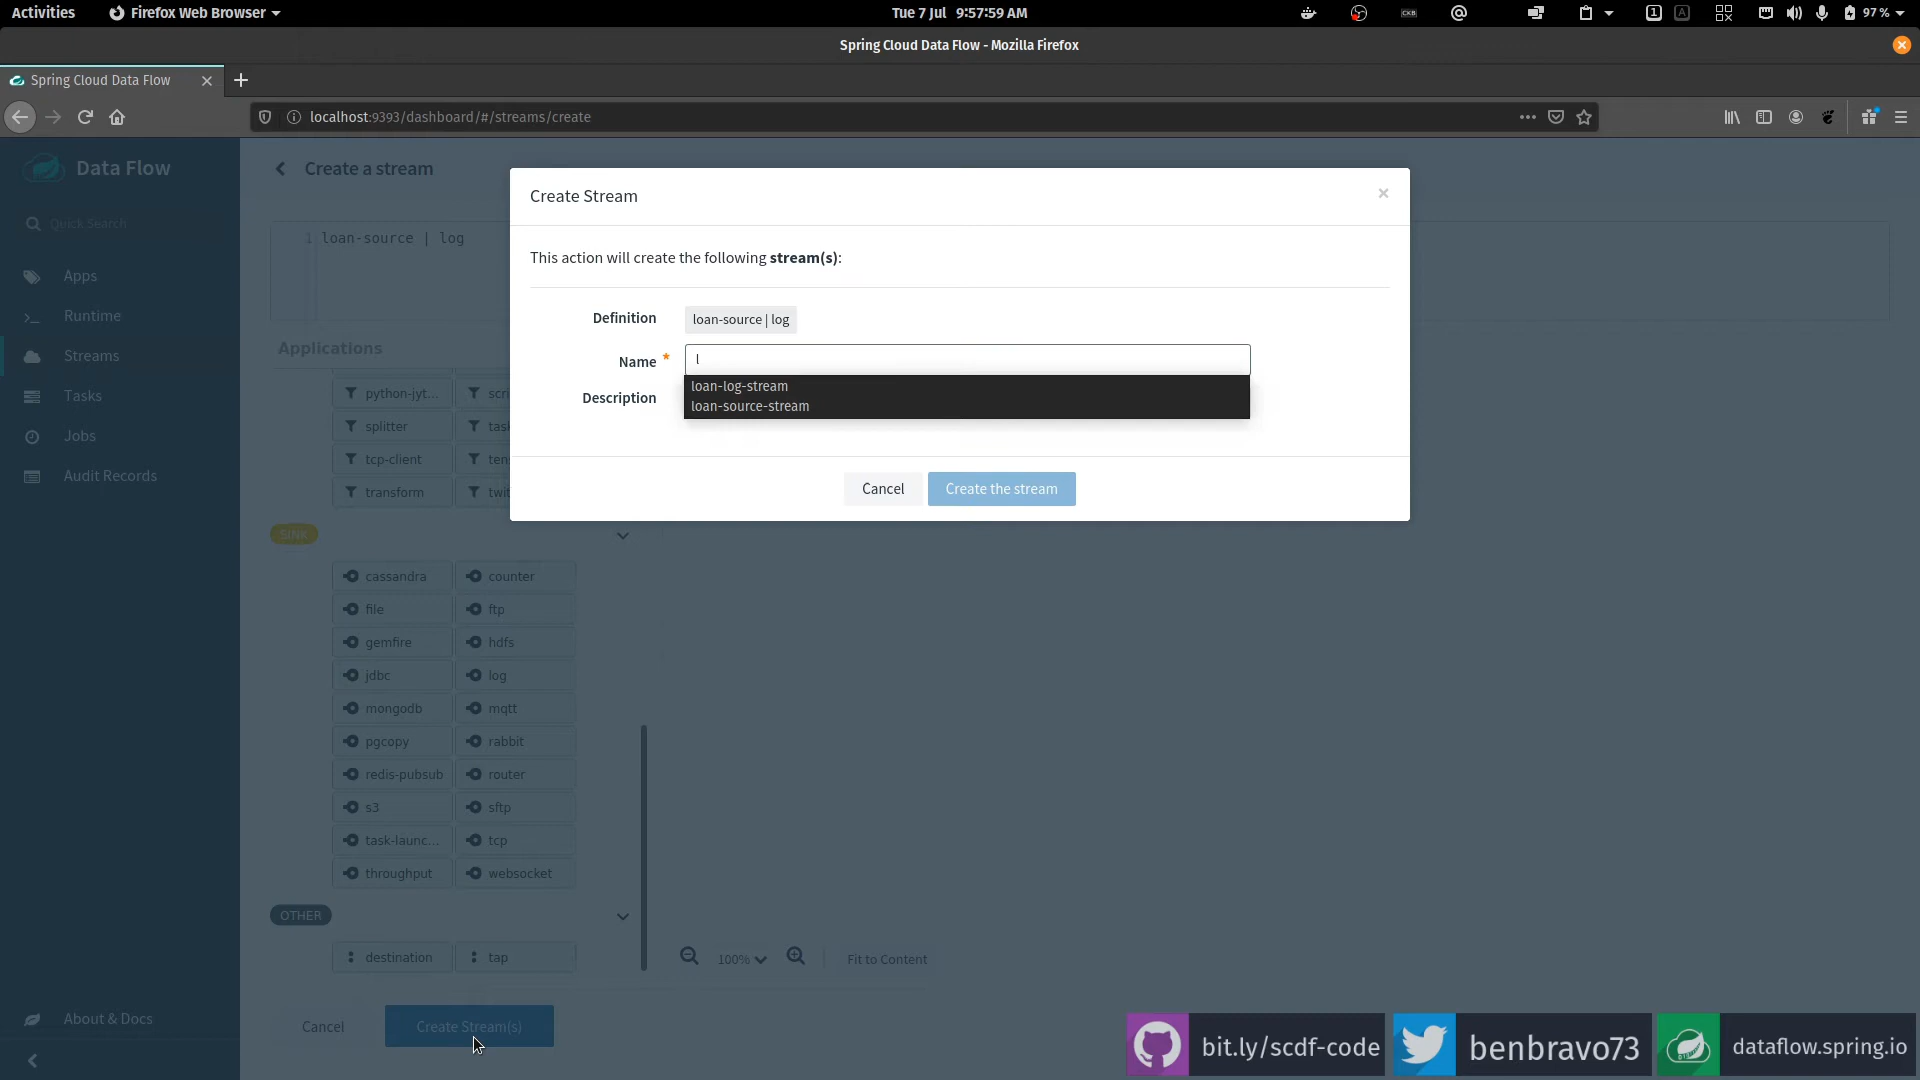 Activities
Firefox Web Browser
Tue 7 Jul 9:57:59 AM
CKB
1
A
97 %
Spring Cloud Data Flow - Mozilla Firefox
Spring Cloud Data Flow
localhost:9393/dashboard/#/streams/create
Data Flow
Quick Search
Apps
Runtime
Streams
Tasks
Jobs
Audit Records
About & Docs
Create a stream
1 loan-source | log
Applications
python-jyt...
scri
splitter
task
tcp-client
tens
transform
twit
SINK
cassandra
counter
file
ftp
gemfire
hdfs
jdbc
log
mongodb
mqtt
pgcopy
rabbit
redis-pubsub
router
s3
sftp
task-launc...
tcp
throughput
websocket
OTHER
destination
tap
100%
Fit to Content
Cancel
Create Stream(s)
Create Stream
This action will create the following stream(s):
Definition
loan-source | log
Name *
l
loan-log-stream
loan-source-stream
Description
Cancel
Create the stream
bit.ly/scdf-code
benbravo73
dataflow.spring.io